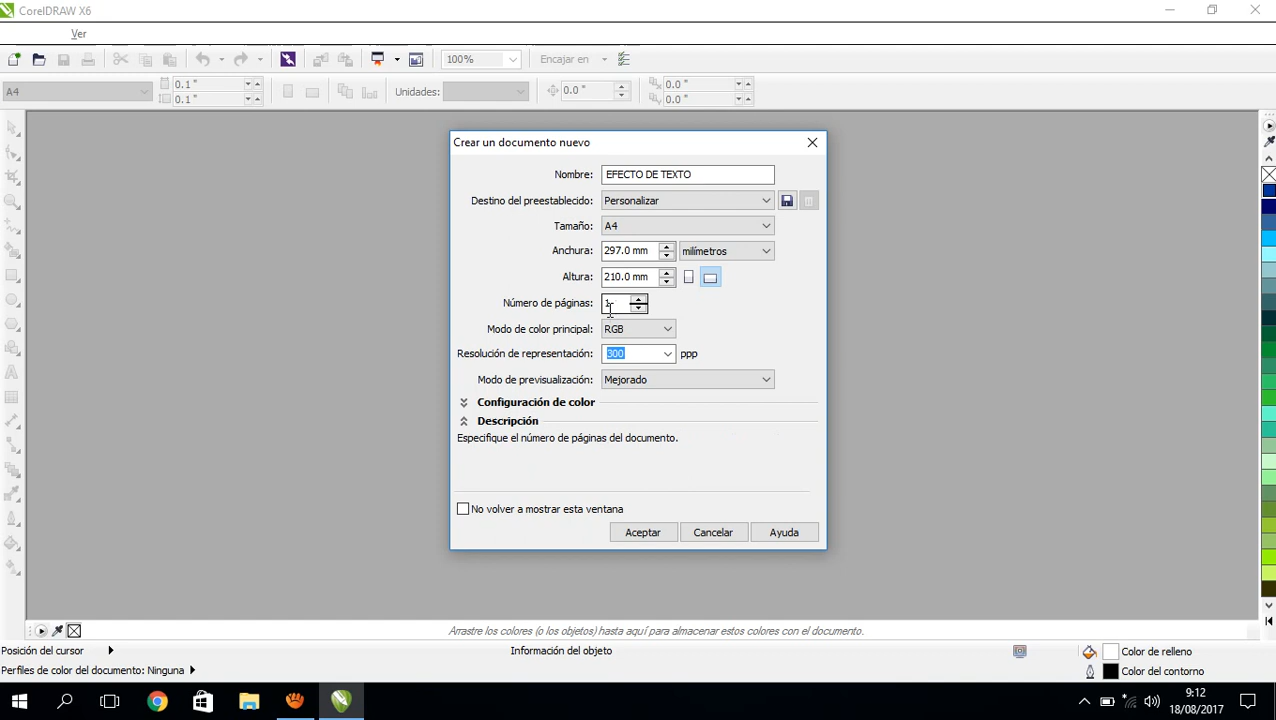 CorelDRAW X6
Ver
100%
Encajar en
A4
0.1 "
0.1 "
Unidades:
0.0 °
0.0 "
0.0 "
Crear un documento nuevo
Nombre: EFECTO DE TEXTO
Destino del preestablecido: Personalizar
Tamaño: A4
Anchura: 297.0 mm milímetros
Altura: 210.0 mm
Número de páginas: 1
Modo de color principal: RGB
Resolución de representación: 300 ppp
Modo de previsualización: Mejorado
Configuración de color
Descripción
Especifique el número de páginas del documento.
No volver a mostrar esta ventana
Aceptar Cancelar Ayuda
Arrastre los colores (o los objetos) hasta aquí para almacenar estos colores con el documento.
Posición del cursor
Información del objeto
Color de relleno
Perfiles de color del documento: Ninguna
Color del contorno
9:12
18/08/2017